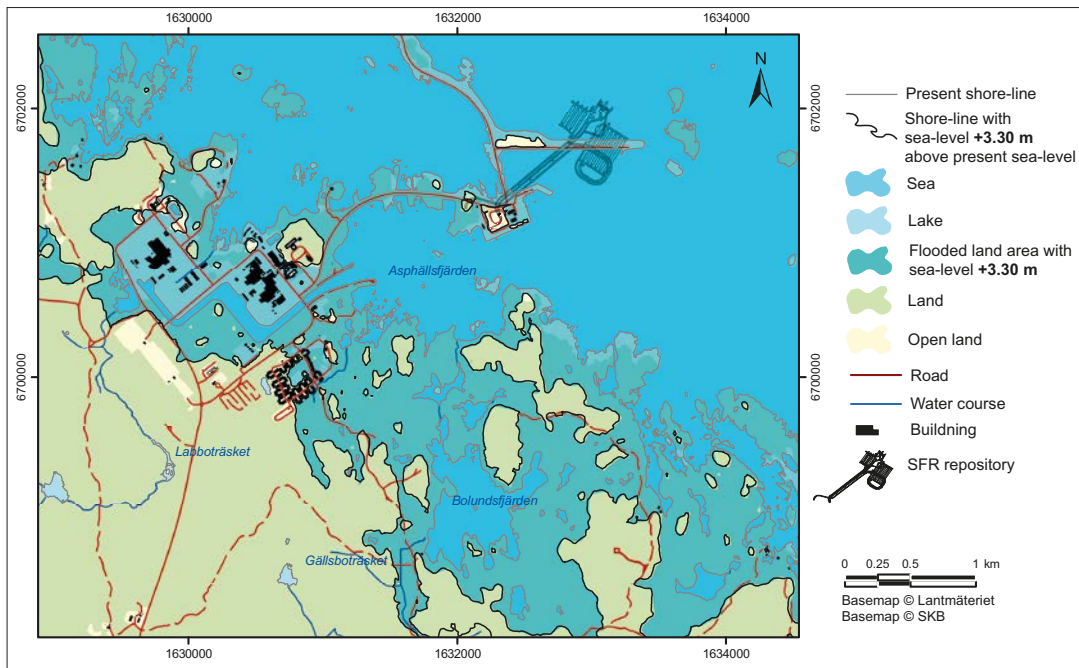 1630000 1632000 1634000
6702000 6702000
N
Asphällsfjärden
6700000 6700000
Labboträsket
Bolundsfjärden
Gällsboträsket
1630000 1632000 1634000
Present shore-line
Shore-line with
sea-level +3.30 m
above present sea-level
Sea
Lake
Flooded land area with
sea-level +3.30 m
Land
Open land
Road
Water course
Buildning
SFR repository
0 0.25 0.5 1 km
Basemap © Lantmäteriet
Basemap © SKB